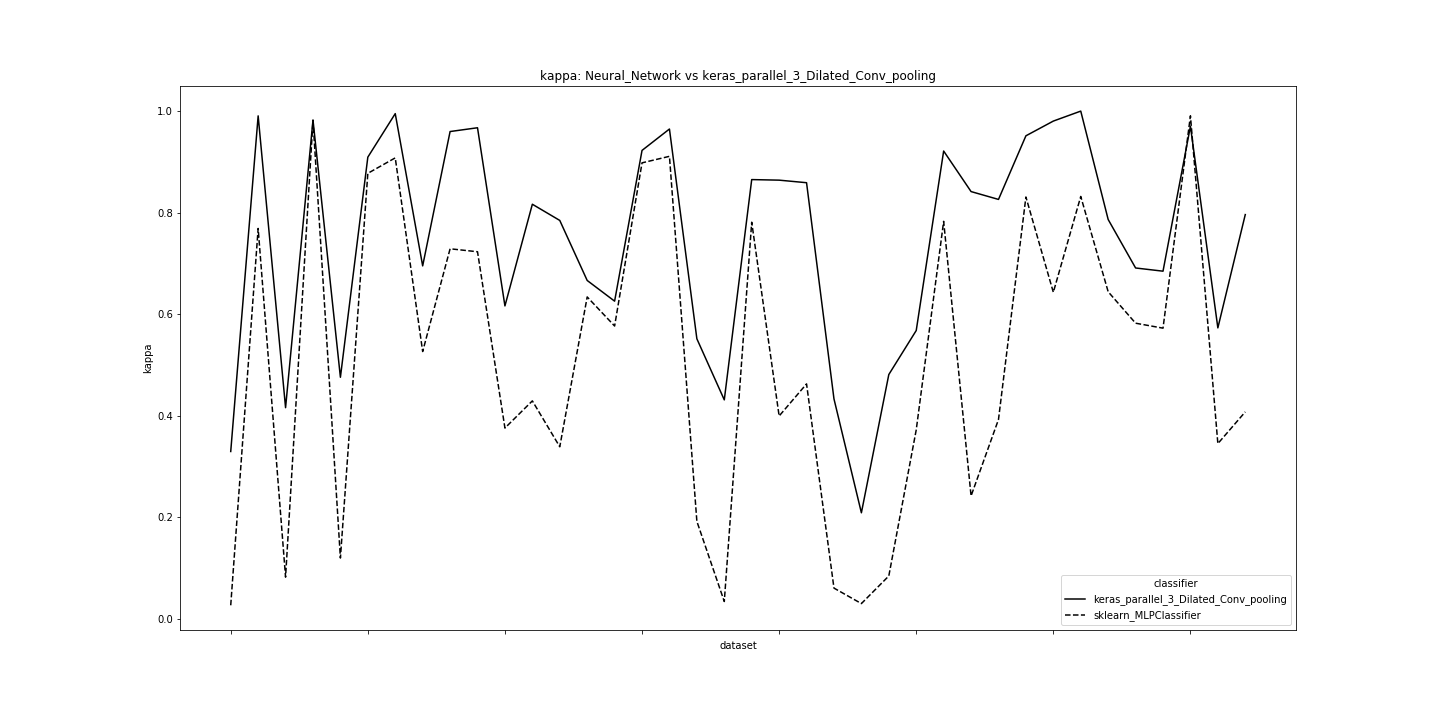 kappa: Neural_Network vs keras_parallel_3_Dilated_Conv_pooling
1.0
0.8
0.6
0.4
0.2
0.0
kappa
dataset
classifier
keras_parallel_3_Dilated_Conv_pooling
sklearn_MLPClassifier